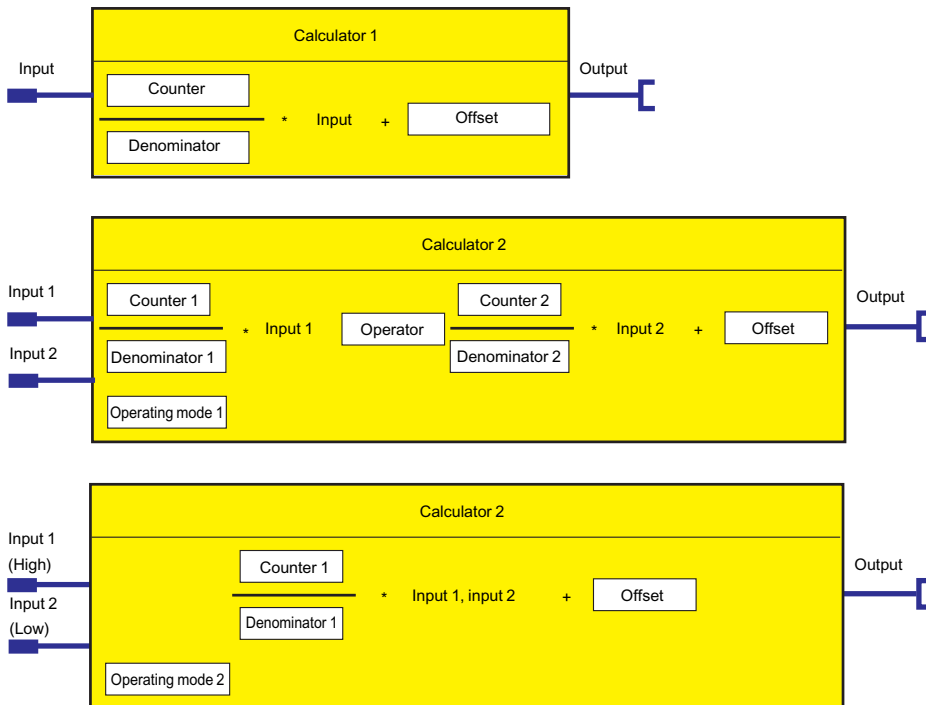 Calculator 1
Input
Output
Counter
* Input + Offset
Denominator
Calculator 2
Input 1
Output
Counter 1
Counter 2
* Input 1 Operator * Input 2 + Offset
Input 2
Denominator 1
Denominator 2
Operating mode 1
Calculator 2
Input 1
(High)
Output
Counter 1
* Input 1, input 2 + Offset
Input 2
(Low)
Denominator 1
Operating mode 2